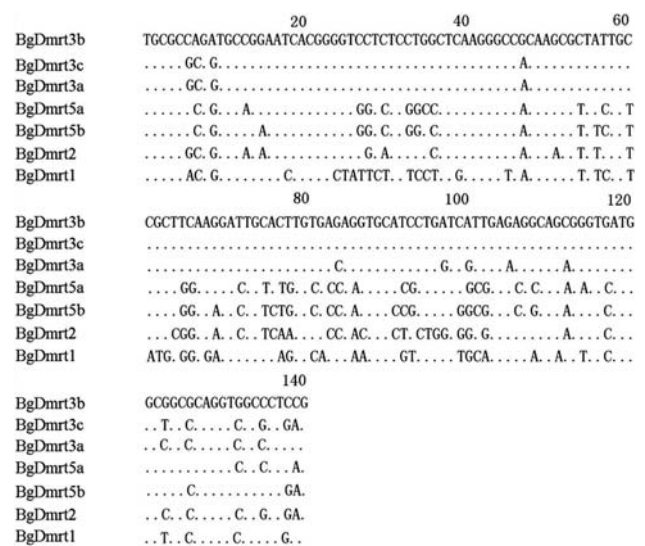 20 40 60
BgDmrt3b TGCGCCAGATGCCGGAATCACGGGGTCCTCTCCTGGCTCAAGGGCCGCAAGCGCTATTGC
BgDmrt3c .....GC.G......................................A.............
BgDmrt3a .....GC.G......................................A.............
BgDmrt5a ......C.G...A.............GG.C..GGCC...........A......T..C..T
BgDmrt5b ......C.G.....A...........GG.C..GG.C...........A......T.TC..T
BgDmrt2 .....GC.G...A.A............G.A.....C..........A...A..T.T...T
BgDmrt1 .....AC.G........C.....CTATTCT..TCCT..G.....T.A......T.TC..T
80 100 120
BgDmrt3b CGCTTCAAGGATTGCACTTGTGAGAGGTGCATCCTGATCATTGAGAGGCAGCGGGTGATG
BgDmrt3c ............................................................
BgDmrt3a .......................C............G..G....A......A........
BgDmrt5a ....GG.....C..T.TG..C.CCC.A.....CG......GCG...C.C...A.A..C...
BgDmrt5b ....GG..A..C..TCTG..C.CCC.A....CCG.....GGCG...C.G...A....C...
BgDmrt2 ...CGG..A..C..TCAA....CC.AC...CT.CTGG.GG.G.........A....C...
BgDmrt1 ATG.GG.GA.......AG..CA...AA....GT.....TGCA......A..A..T..C...
140
BgDmrt3b GCGGCGCAGGTGGCCCTCCG
BgDmrt3c ..T..C.....C..G..GA.
BgDmrt3a ..C..C.....C..C.....
BgDmrt5a ...........C..C...A.
BgDmrt5b .....C...........GA.
BgDmrt2 ..C..C.....C..G..GA.
BgDmrt1 ..T..C.....C.....G..